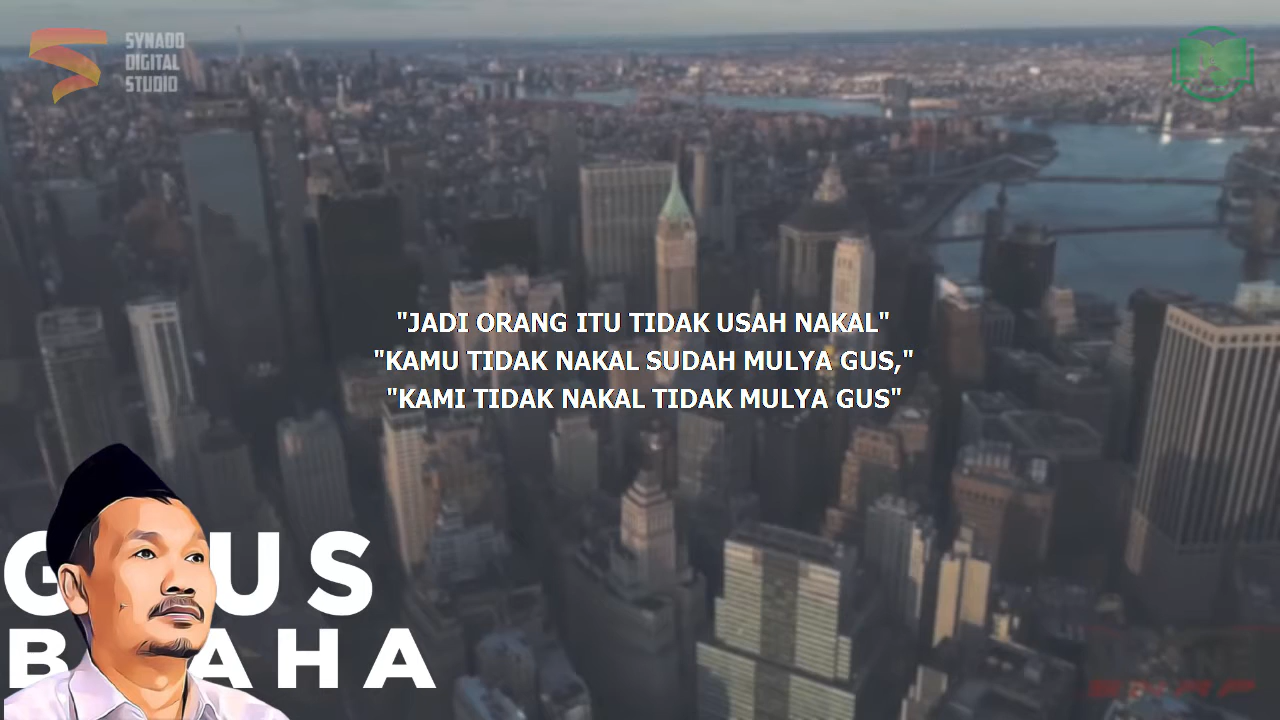 SYNADO
DIGITAL
STUDIO
"JADI ORANG ITU TIDAK USAH NAKAL"
"KAMU TIDAK NAKAL SUDAH MULYA GUS,"
"KAMI TIDAK NAKAL TIDAK MULYA GUS"
GUS
BAHA